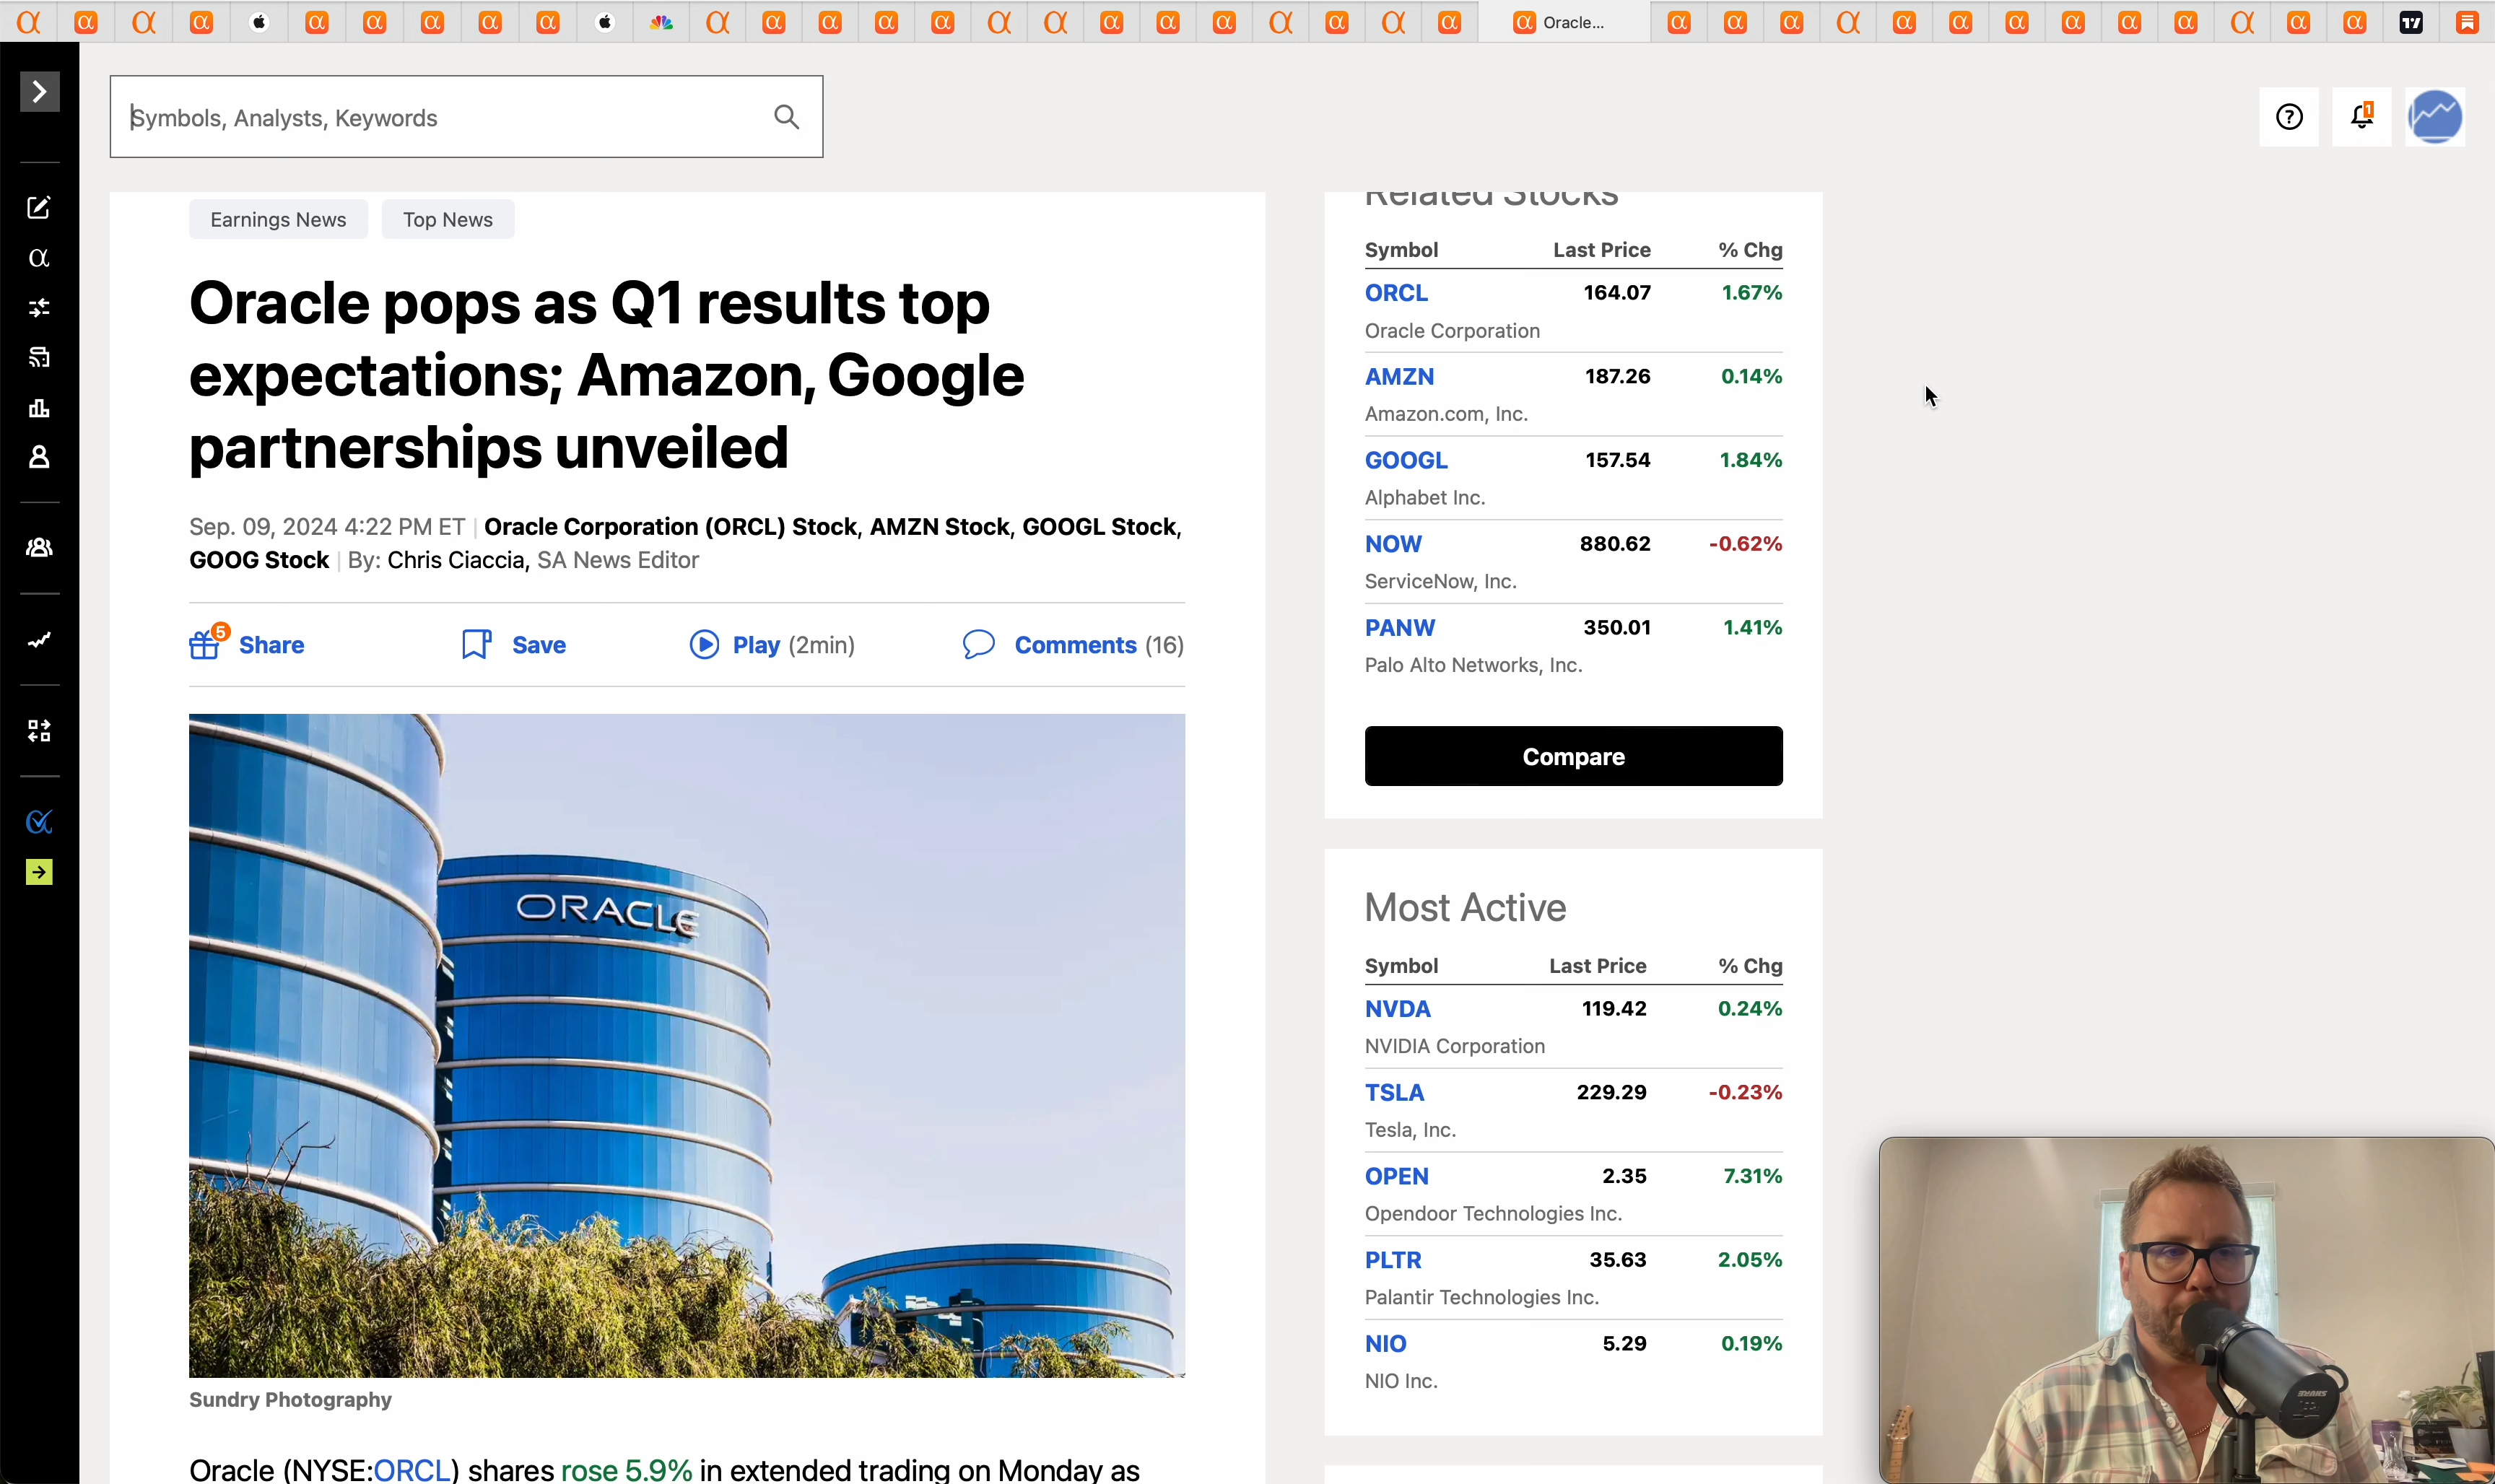 Oracle...
Symbols, Analysts, Keywords
1
Earnings News
Top News
Oracle pops as Q1 results top
expectations; Amazon, Google
partnerships unveiled
Sep. 09, 2024 4:22 PM ET | Oracle Corporation (ORCL) Stock, AMZN Stock, GOOGL Stock,
GOOG Stock | By: Chris Ciaccia, SA News Editor
5
Share
Save
Play (2min)
Comments (16)
ORACLE
Sundry Photography
Oracle (NYSE:ORCL) shares rose 5.9% in extended trading on Monday as
Related Stocks
Symbol Last Price % Chg
ORCL 164.07 1.67%
Oracle Corporation
AMZN 187.26 0.14%
Amazon.com, Inc.
GOOGL 157.54 1.84%
Alphabet Inc.
NOW 880.62 -0.62%
ServiceNow, Inc.
PANW 350.01 1.41%
Palo Alto Networks, Inc.
Compare
Most Active
Symbol Last Price % Chg
NVDA 119.42 0.24%
NVIDIA Corporation
TSLA 229.29 -0.23%
Tesla, Inc.
OPEN 2.35 7.31%
Opendoor Technologies Inc.
PLTR 35.63 2.05%
Palantir Technologies Inc.
NIO 5.29 0.19%
NIO Inc.
SHURE